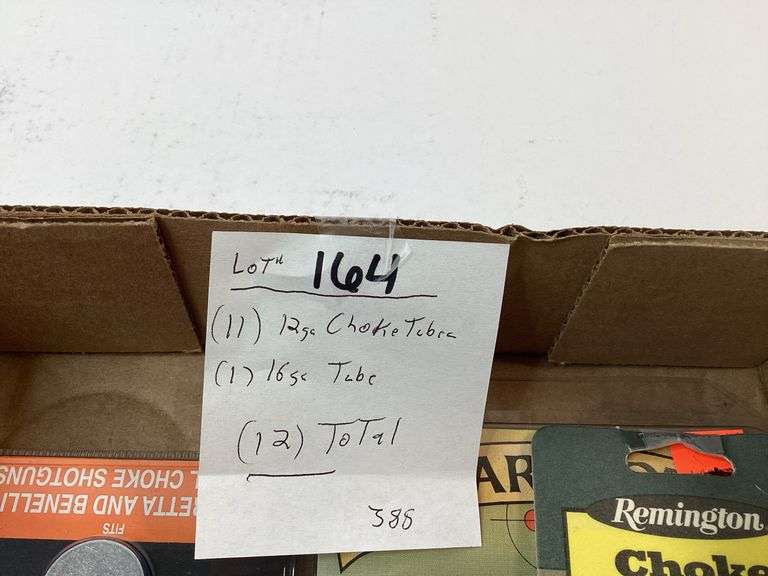 LOT# 164
(11) 12ga Choke Tubes
(1) 16ga Tube
(12) Total
388
FITS
ETTA AND BENELLI
L CHOKE SHOTGUNS
AR
Remington
Choke